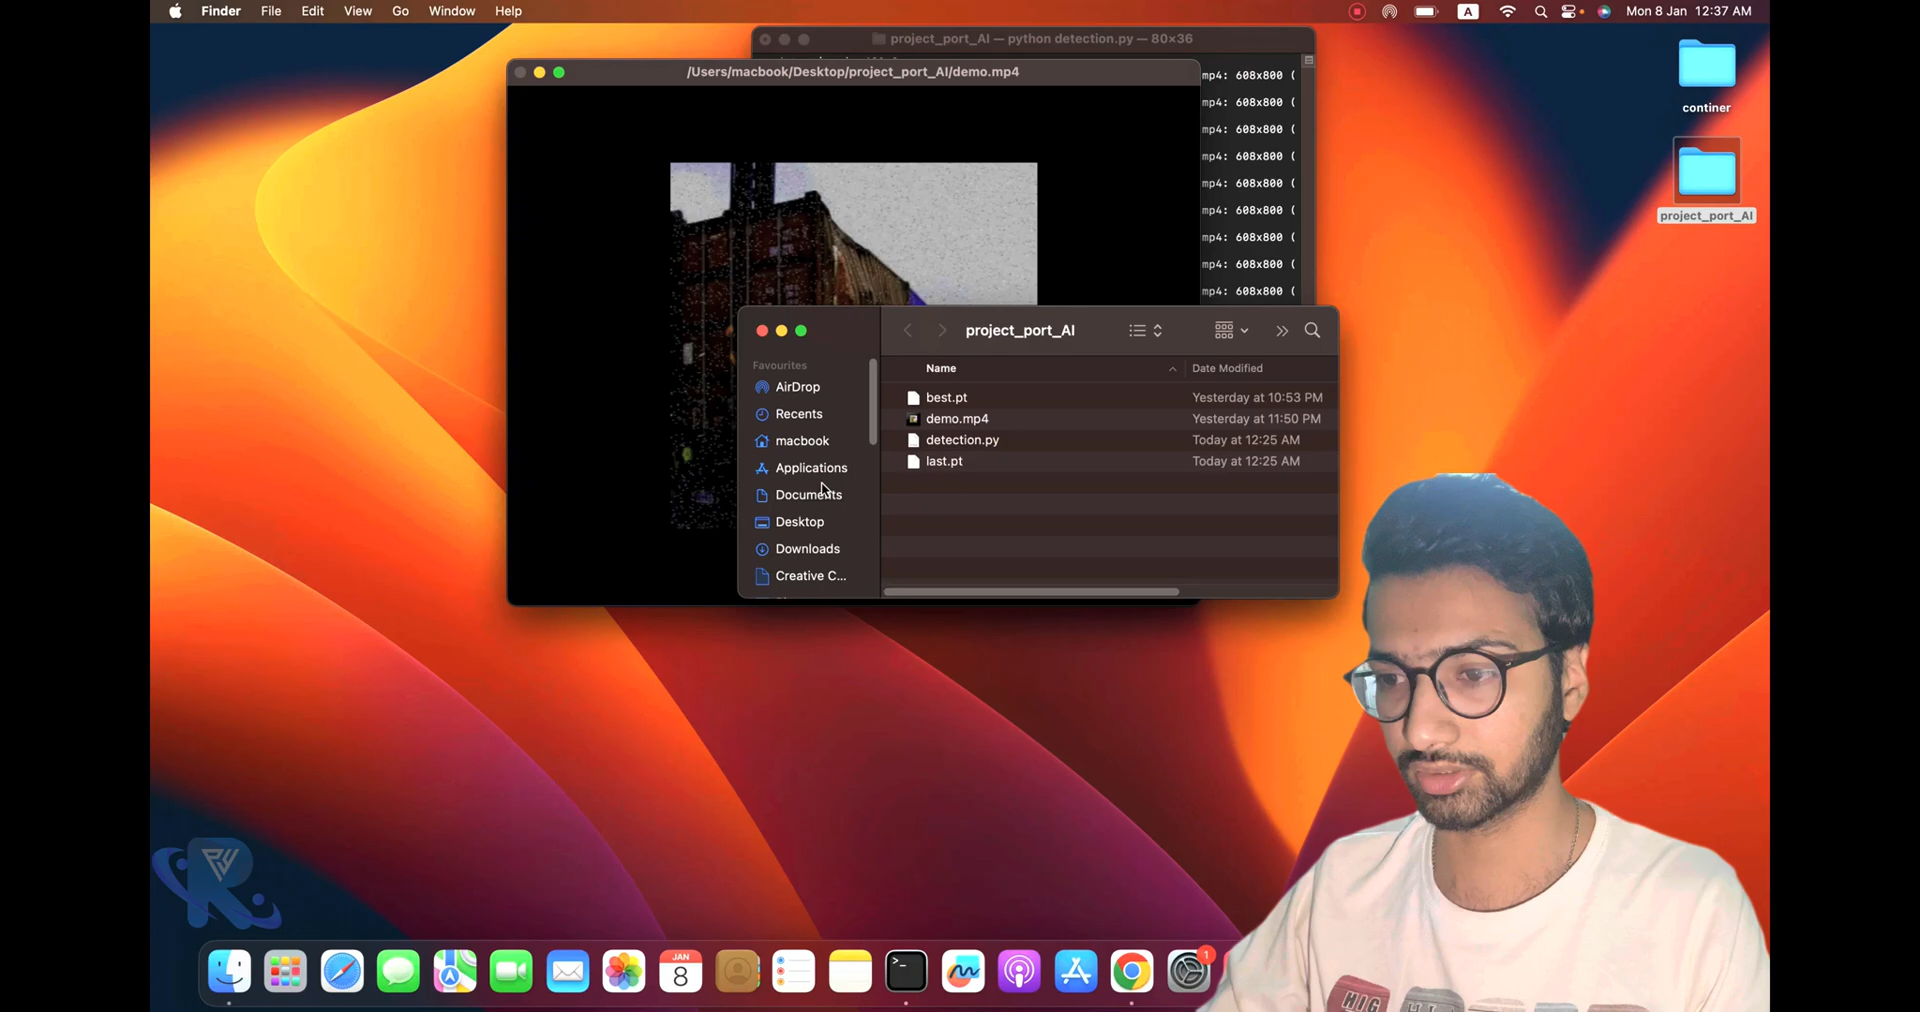 Finder File Edit View Go Window Help
A Mon 8 Jan 12:37 AM
project_port_AI — python detection.py — 80×36
/Users/macbook/Desktop/project_port_AI/demo.mp4
mp4: 608x800 (
mp4: 608x800 (
mp4: 608x800 (
mp4: 608x800 (
mp4: 608x800 (
mp4: 608x800 (
mp4: 608x800 (
mp4: 608x800 (
mp4: 608x800 (
continer
project_port_AI
project_port_AI
Favourites
AirDrop
Recents
macbook
Applications
Documents
Desktop
Downloads
Creative C...
Name Date Modified
best.pt Yesterday at 10:53 PM
demo.mp4 Yesterday at 11:50 PM
detection.py Today at 12:25 AM
last.pt Today at 12:25 AM
JAN
8
1
HIG